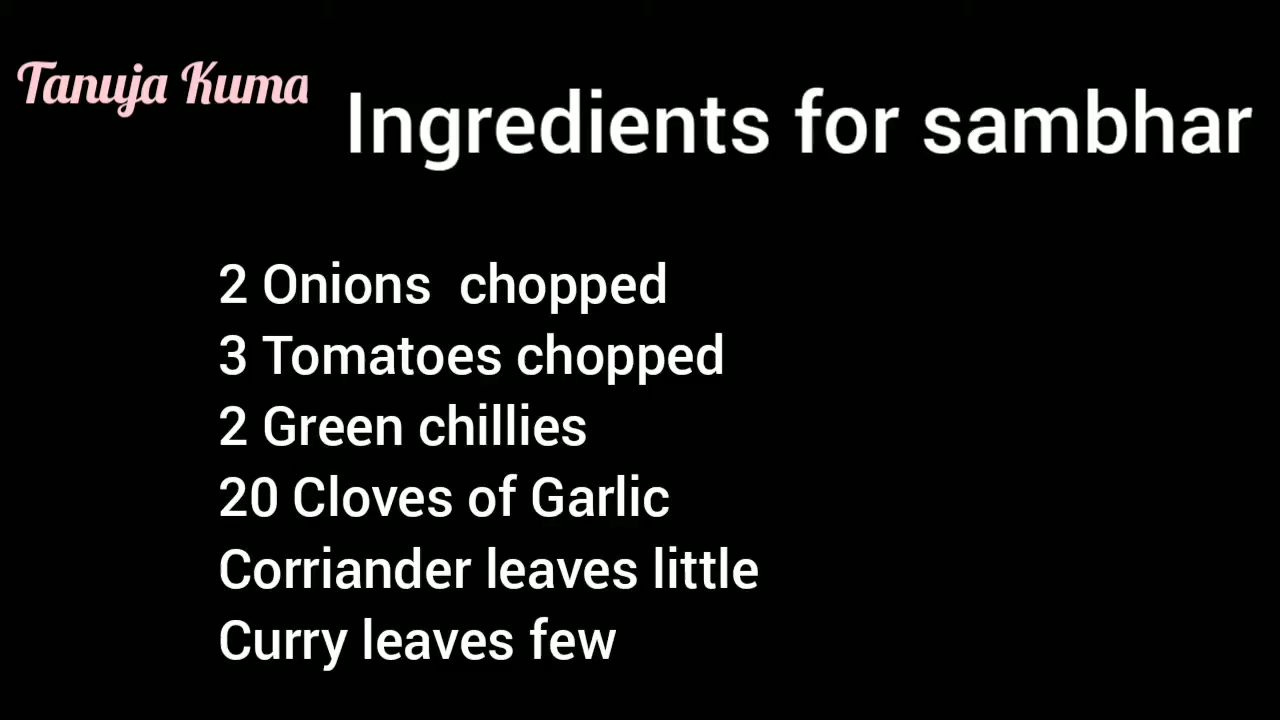 Tanuja Kuma
Ingredients for sambhar
2 Onions chopped
3 Tomatoes chopped
2 Green chillies
20 Cloves of Garlic
Corriander leaves little
Curry leaves few